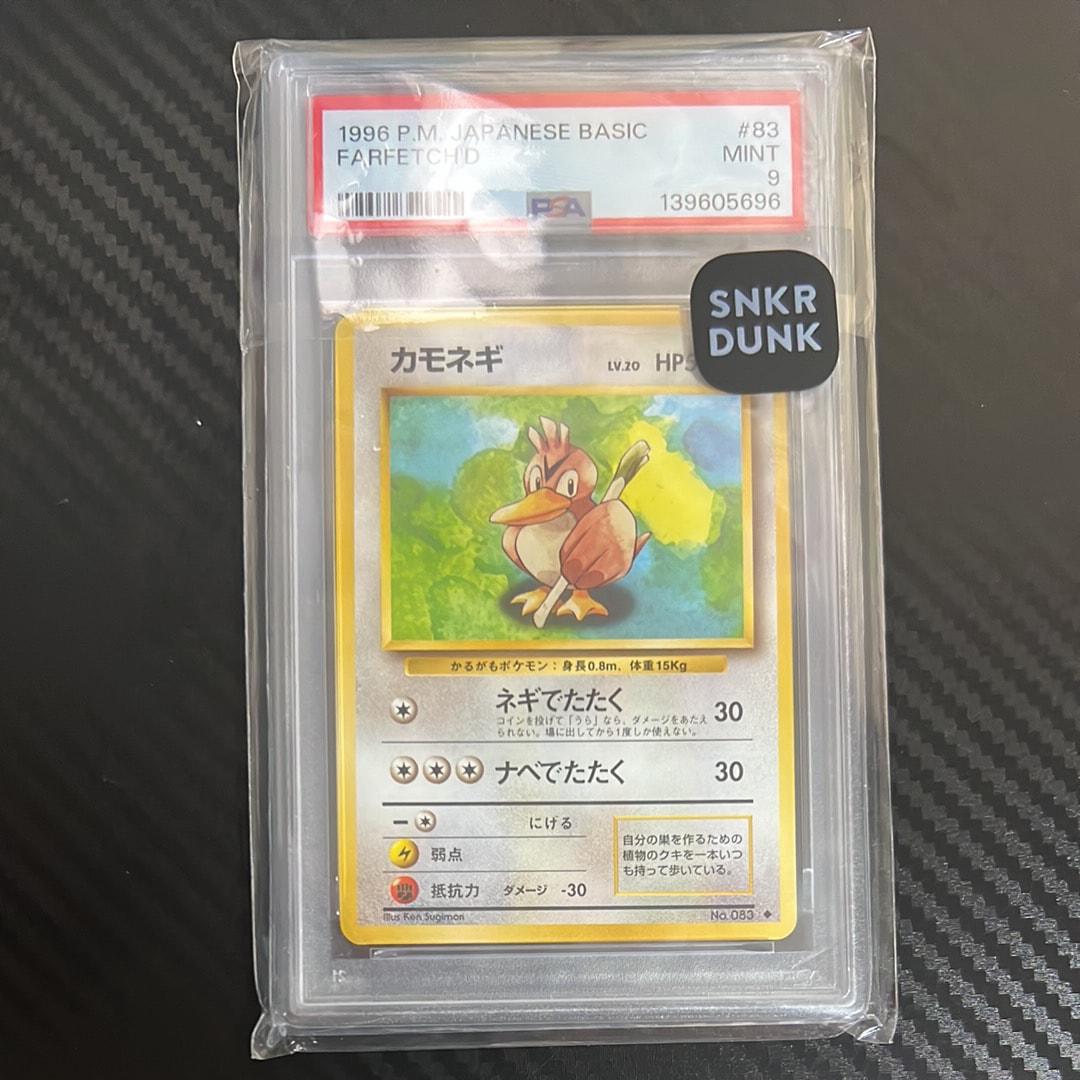 1996 P.M. JAPANESE BASIC #83
FARFETCH'D MINT
9
PSA 139605696
SNKR
DUNK
カモネギ LV.20 HP5
かるがもポケモン：身長0.8m、体重15Kg
ネギでたたく 30
コインを投げて「うら」なら、ダメージをあたえ
られない。場に出してから1度しか使えない。
ナベでたたく 30
にげる
弱点
抵抗力 ダメージ -30
自分の巣を作るための
植物のクキを一本いつ
も持って歩いている。
Illus Ken Sugimori No. 083